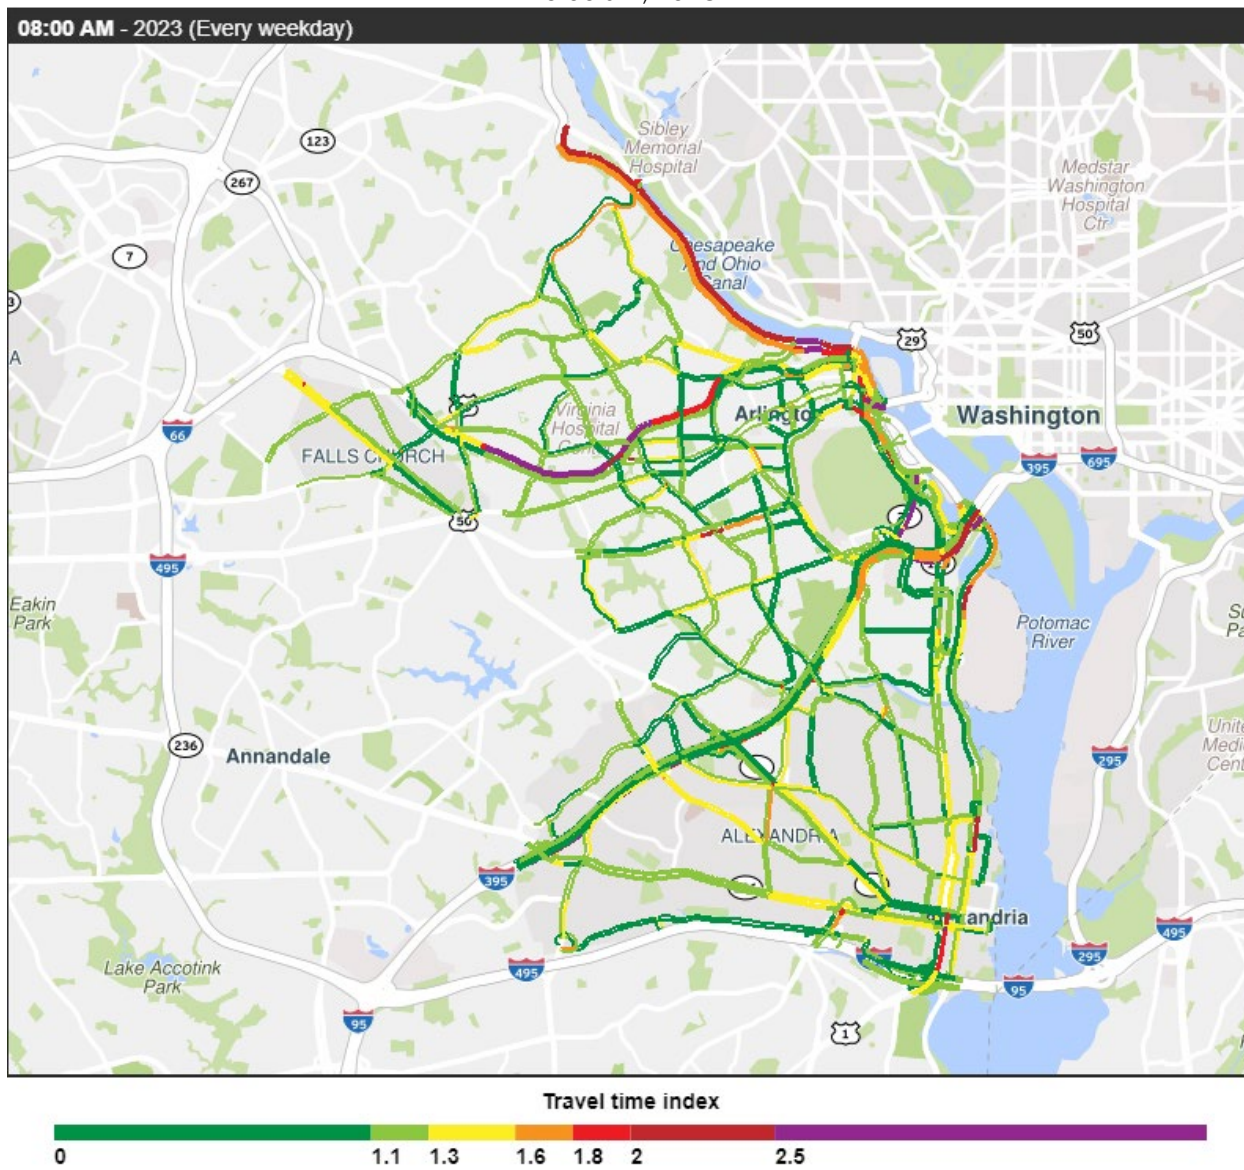 08:00 AM - 2023 (Every weekday)
123
Sibley
Memorial
Hospital
Medstar
Washington
Hospital
Ctr
267
7
Chesapeake
And Ohio
Canal
3
29
50
A
Virginia
Hospital
Arlington
Washington
66
FALLS CHURCH
395
695
50
495
Eakin
Park
Potomac
River
236
Annandale
295
ALEXANDRIA
395
andria
495
Lake Accotink
Park
495
295
95
95
1
Travel time index
0
1.1
1.3
1.6
1.8
2
2.5